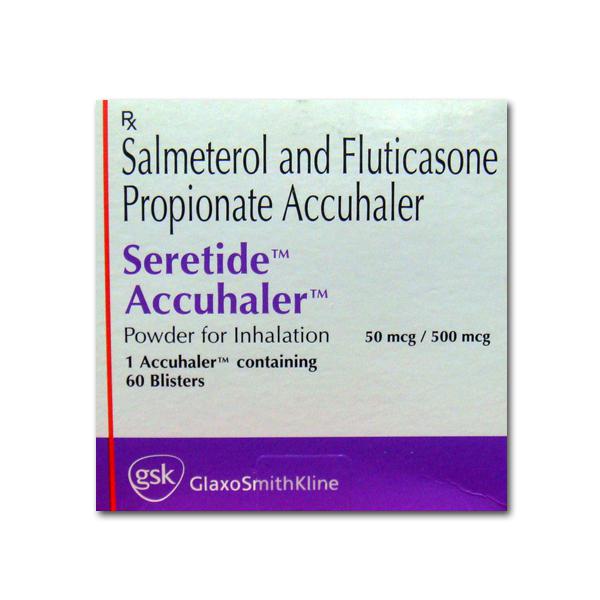 Rx
Salmeterol and Fluticasone
Propionate Accuhaler
Seretide™
Accuhaler™
Powder for Inhalation 50 mcg / 500 mcg
1 Accuhaler™ containing
60 Blisters
gsk GlaxoSmithKline